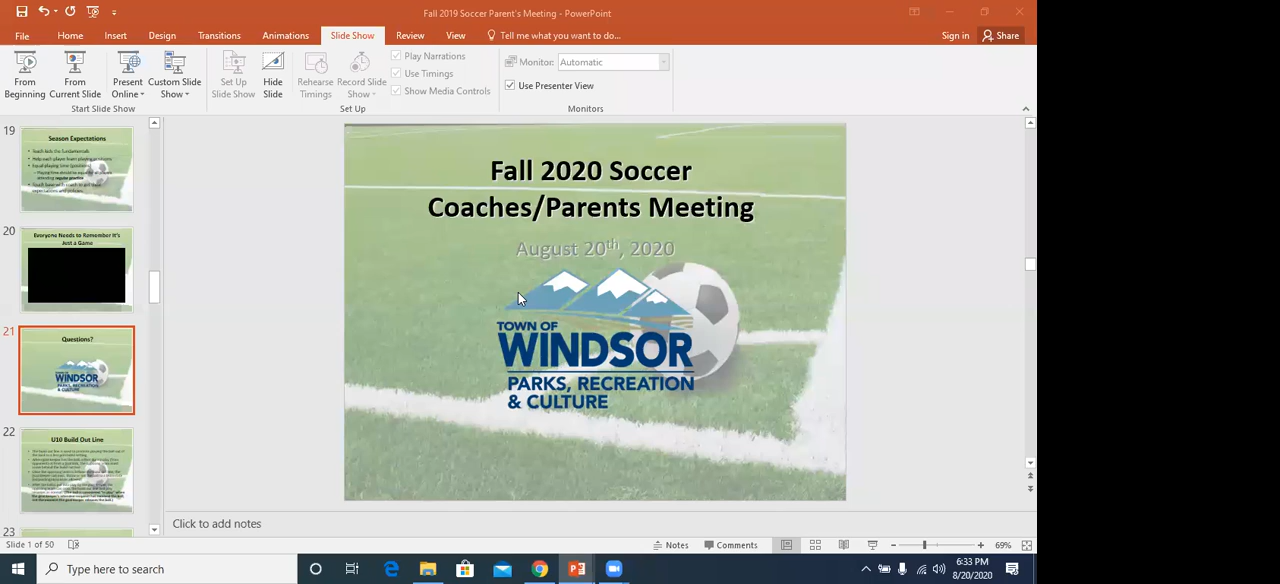 Fall 2019 Soccer Parent's Meeting - PowerPoint
File Home Insert Design Transitions Animations Slide Show Review View Tell me what you want to do... Sign in Share
From Beginning
From Current Slide
Present Online
Custom Slide Show
Set Up Slide Show
Hide Slide
Rehearse Timings
Record Slide Show
Play Narrations
Use Timings
Show Media Controls
Monitor: Automatic
Use Presenter View
Start Slide Show
Set Up
Monitors
19
Season Expectations
20
Everyone Needs to Remember It's
Just a Game
21
Questions?
TOWN OF
WINDSOR
PARKS, RECREATION
& CULTURE
22
U10 Build Out Line
23
Fall 2020 Soccer
Coaches/Parents Meeting
August 20th, 2020
TOWN OF
WINDSOR
PARKS, RECREATION
& CULTURE
Click to add notes
Slide 1 of 50
Notes
Comments
69%
Type here to search
6:33 PM
8/20/2020